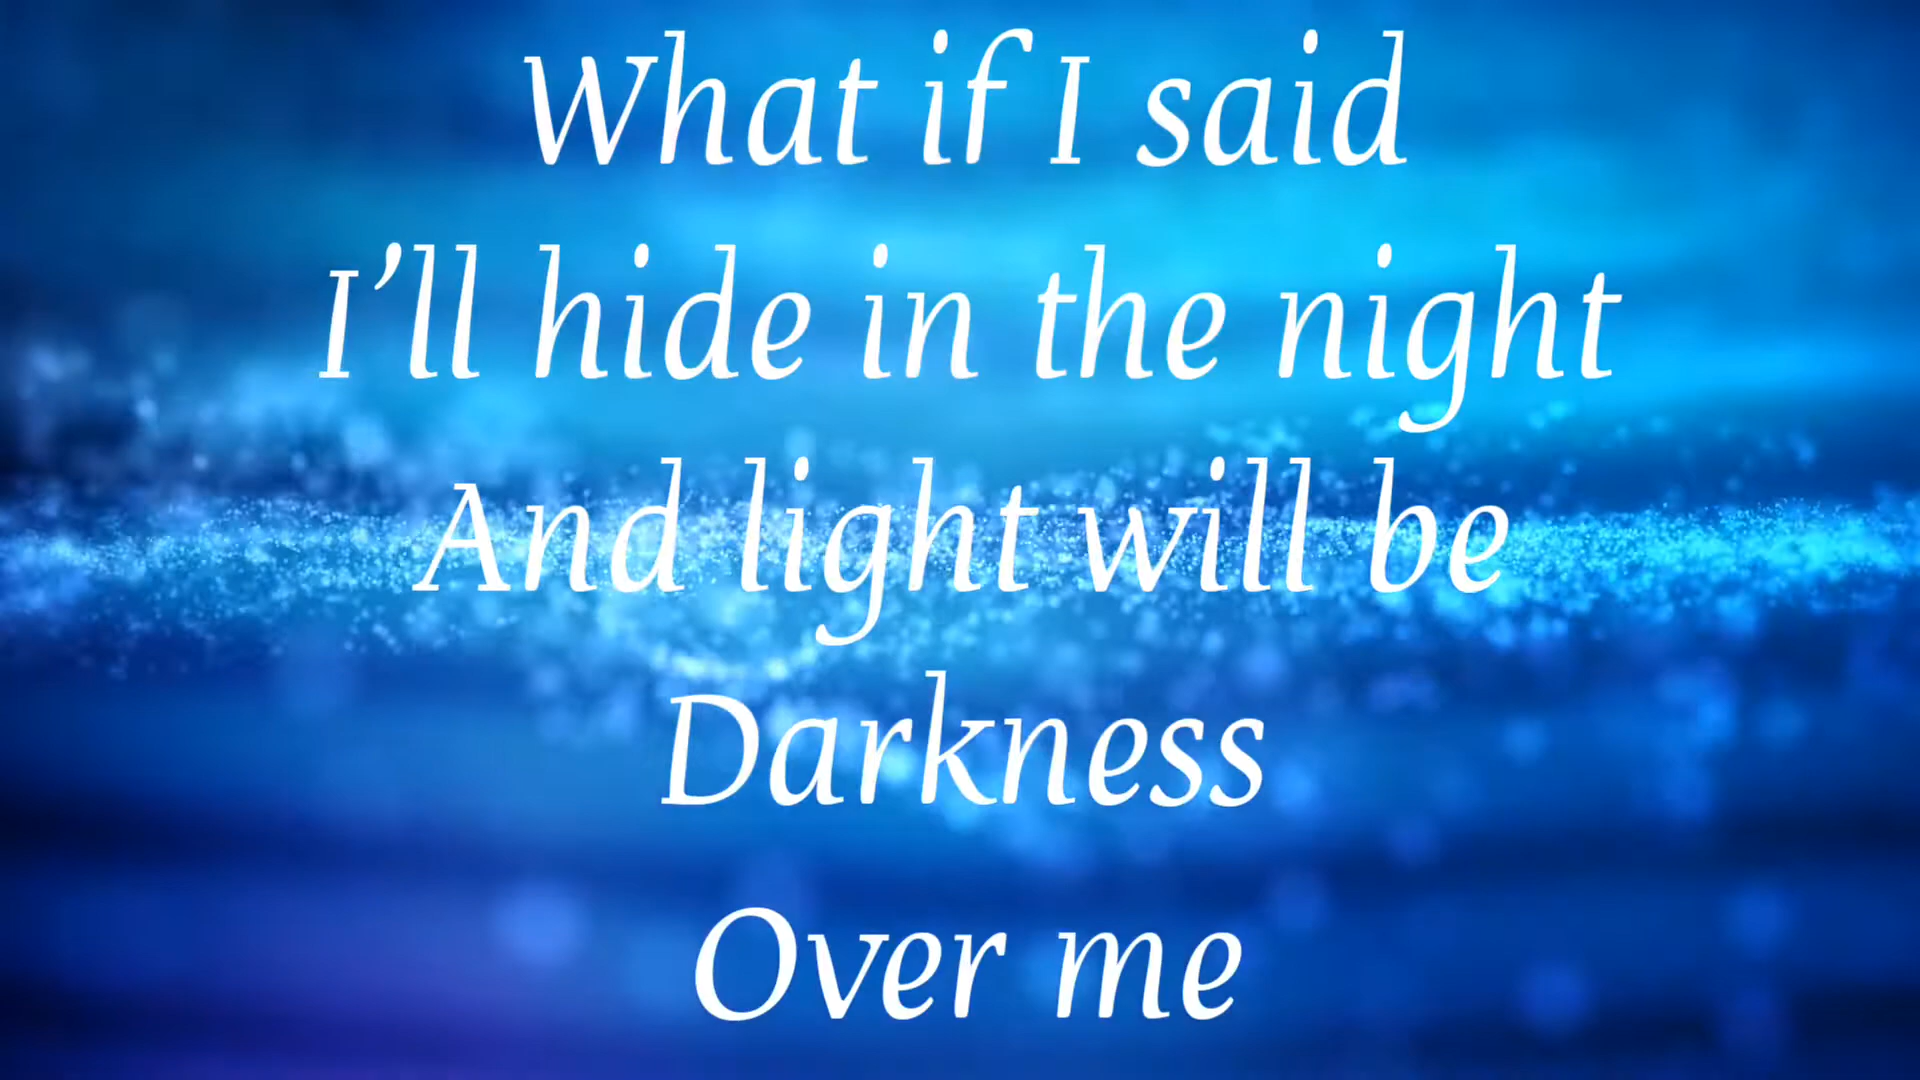 What if I said
I’ll hide in the night
And light will be
Darkness
Over me